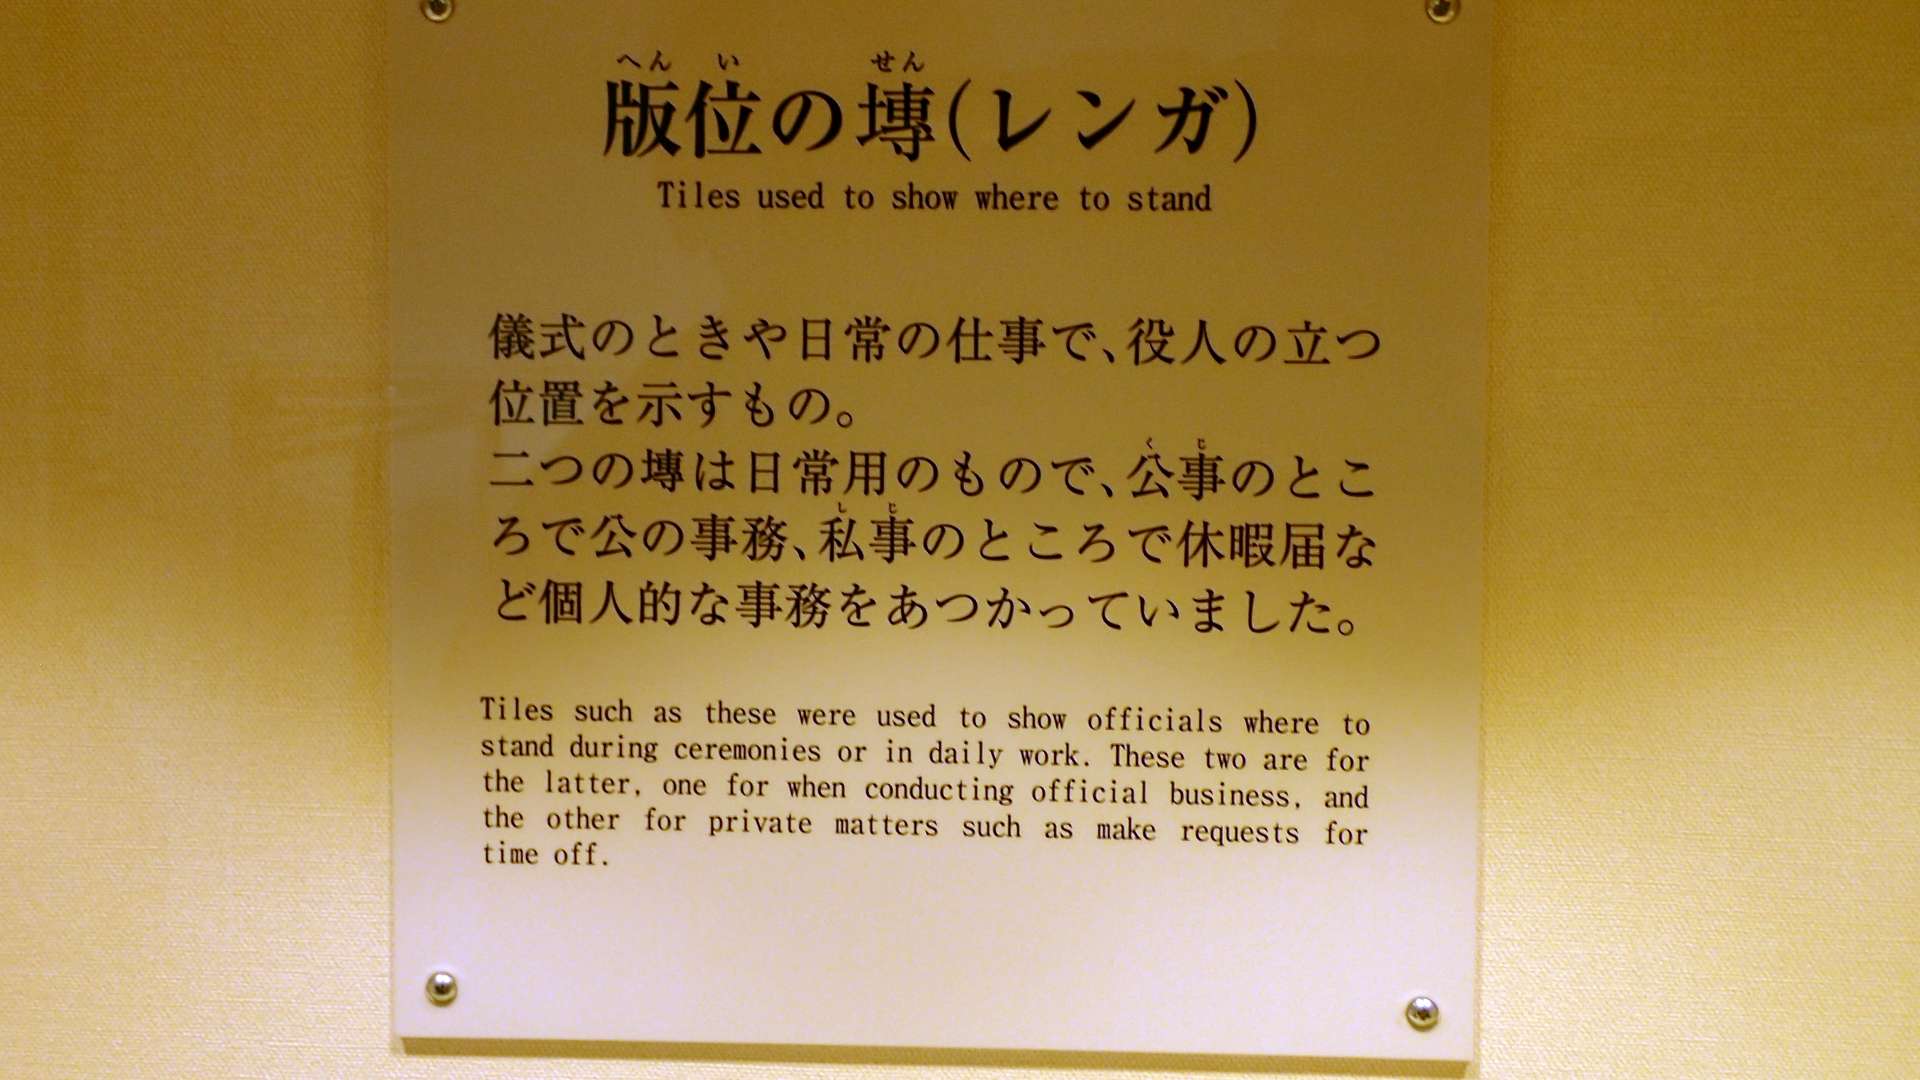 へんい せん
版位の塼(レンガ)
Tiles used to show where to stand
儀式のときや日常の仕事で、役人の立つ
位置を示すもの。
くじ
二つの塼は日常用のもので、公事のとこ
しじ
ろで公の事務、私事のところで休暇届な
ど個人的な事務をあつかっていました。
Tiles such as these were used to show officials where to
stand during ceremonies or in daily work. These two are for
the latter, one for when conducting official business, and
the other for private matters such as make requests for
time off.